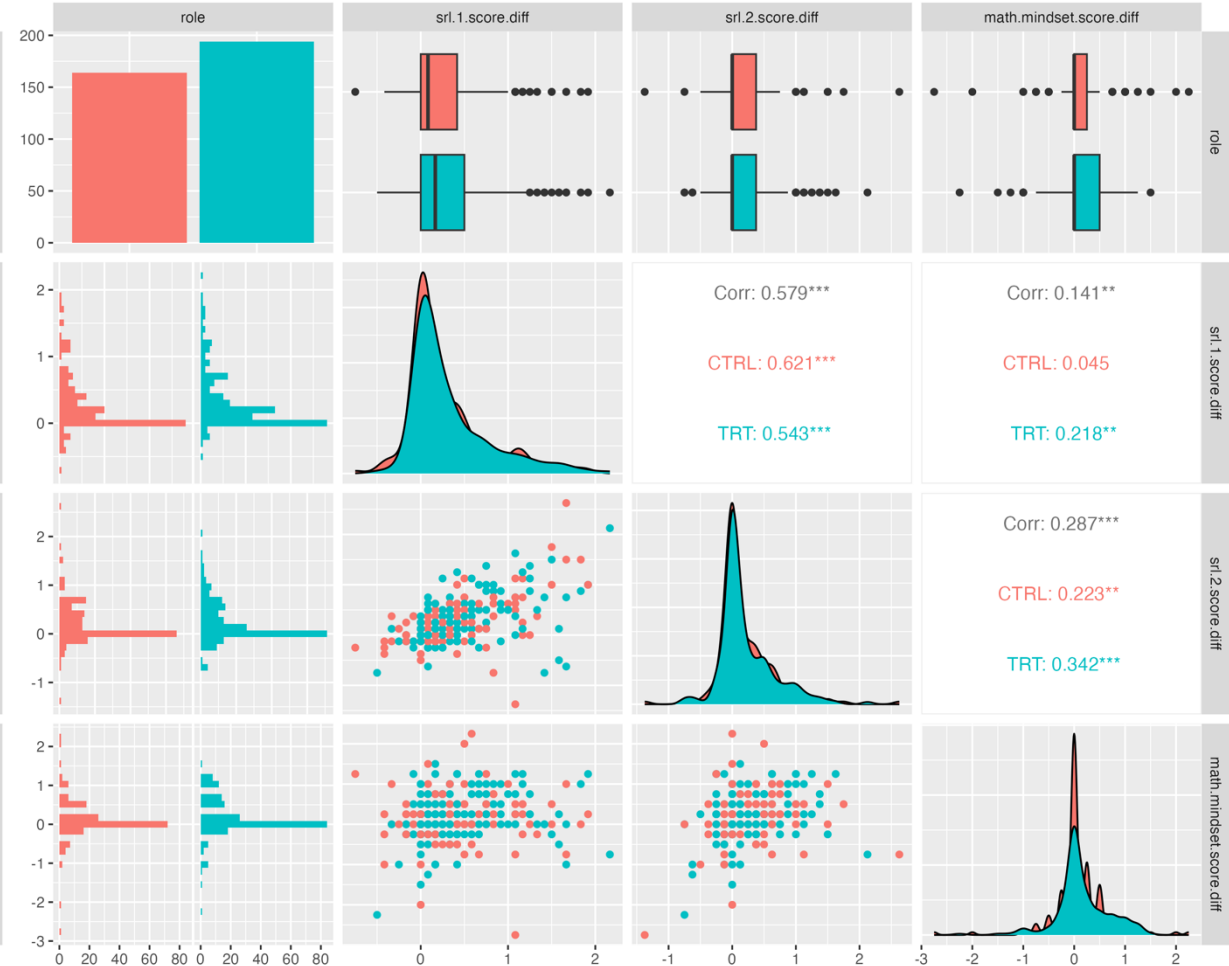 role
srl.1.score.diff
srl.2.score.diff
math.mindset.score.diff
200
150
100
50
0
role
2
1
0
Corr: 0.579***
Corr: 0.141**
CTRL: 0.621***
CTRL: 0.045
TRT: 0.543***
TRT: 0.218**
srl.1.score.diff
2
1
0
-1
Corr: 0.287***
CTRL: 0.223**
TRT: 0.342***
srl.2.score.diff
2
1
0
-1
-2
-3
math.mindset.score.diff
0 20 40 60 80 0 20 40 60 80
0 1 2
-1 0 1 2
-3 -2 -1 0 1 2